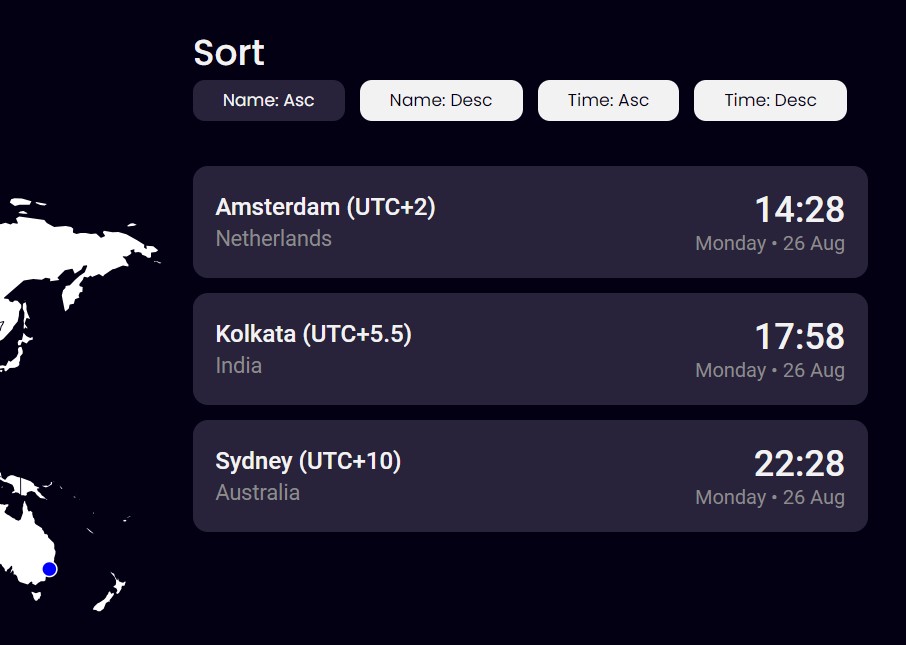 Sort
Name: Asc Name: Desc Time: Asc Time: Desc
Amsterdam (UTC+2) 14:28
Netherlands Monday • 26 Aug
Kolkata (UTC+5.5) 17:58
India Monday • 26 Aug
Sydney (UTC+10) 22:28
Australia Monday • 26 Aug